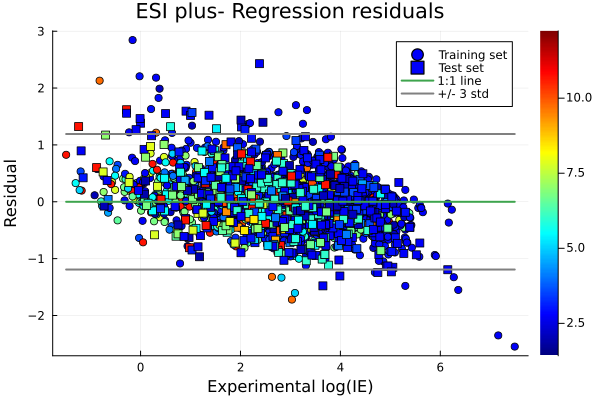 ESI plus- Regression residuals
Training set
Test set
1:1 line
+/- 3 std
3
2
1
0
−1
−2
Residual
0
2
4
6
Experimental log(IE)
10.0
7.5
5.0
2.5